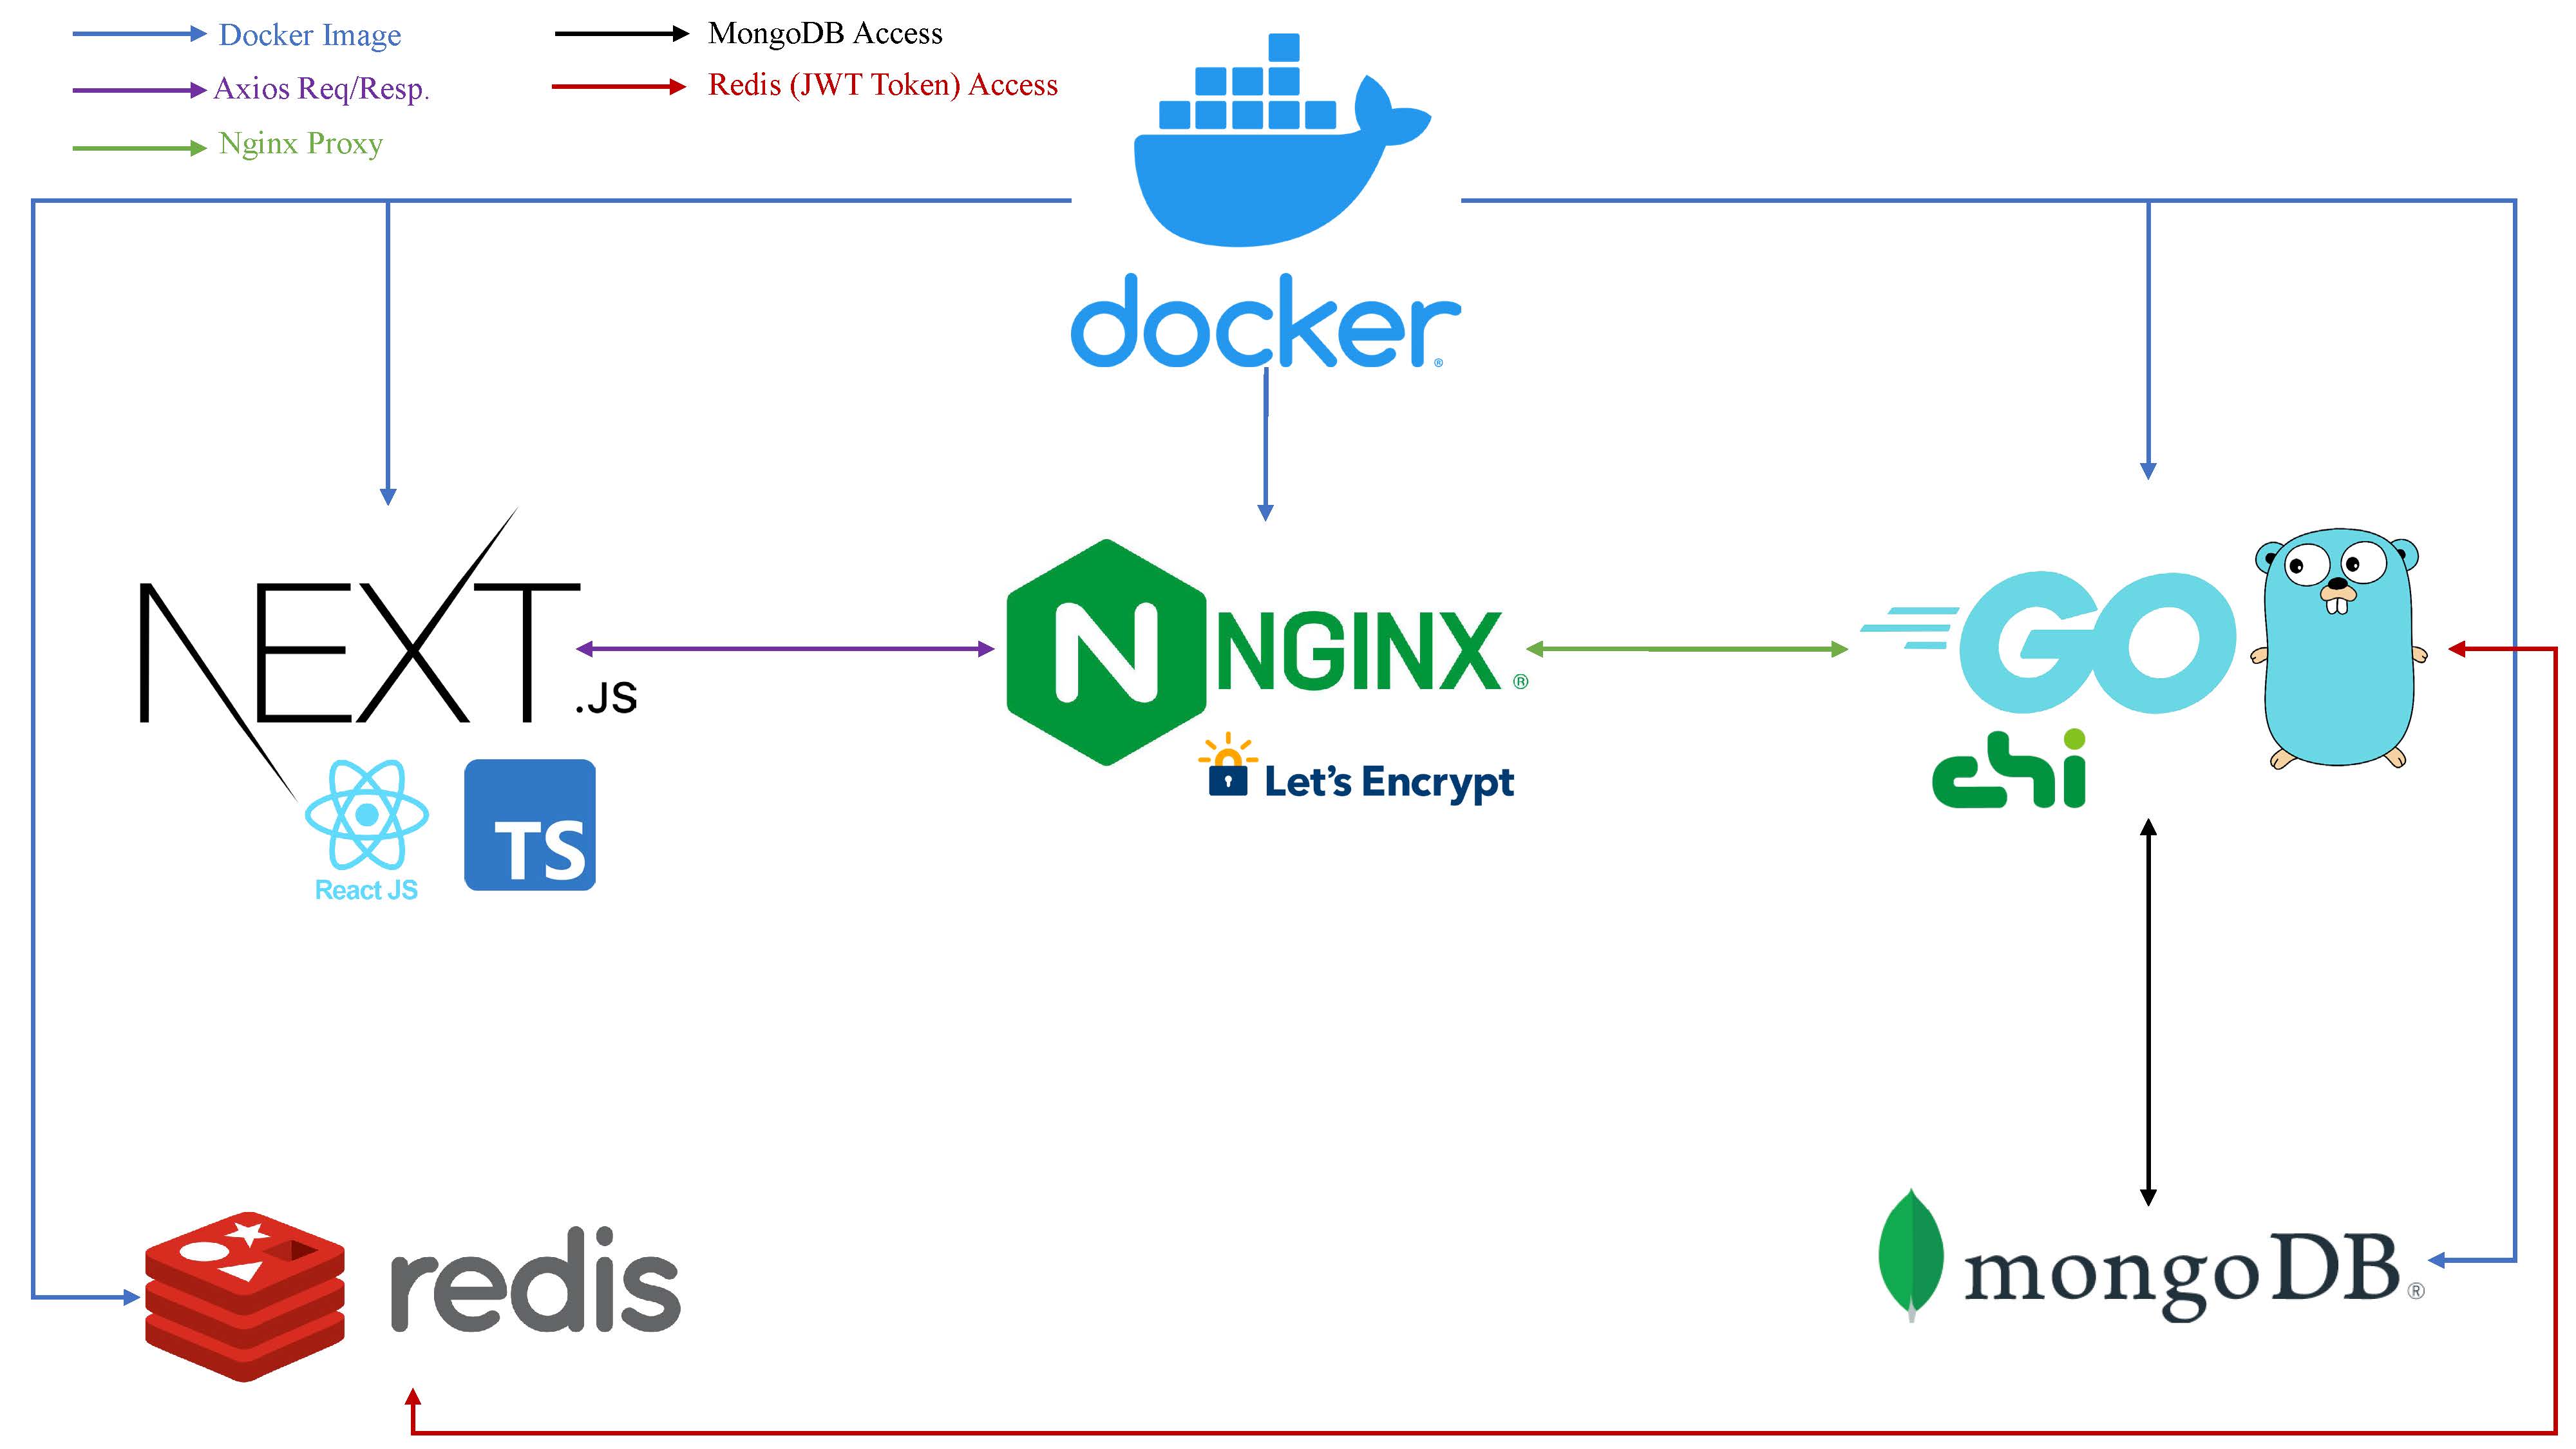 Docker Image
MongoDB Access
Axios Req/Resp.
Redis (JWT Token) Access
Nginx Proxy
docker®
NEXT.JS
N NGINX®
GO
Let's Encrypt
chi
TS
React JS
redis
mongoDB®